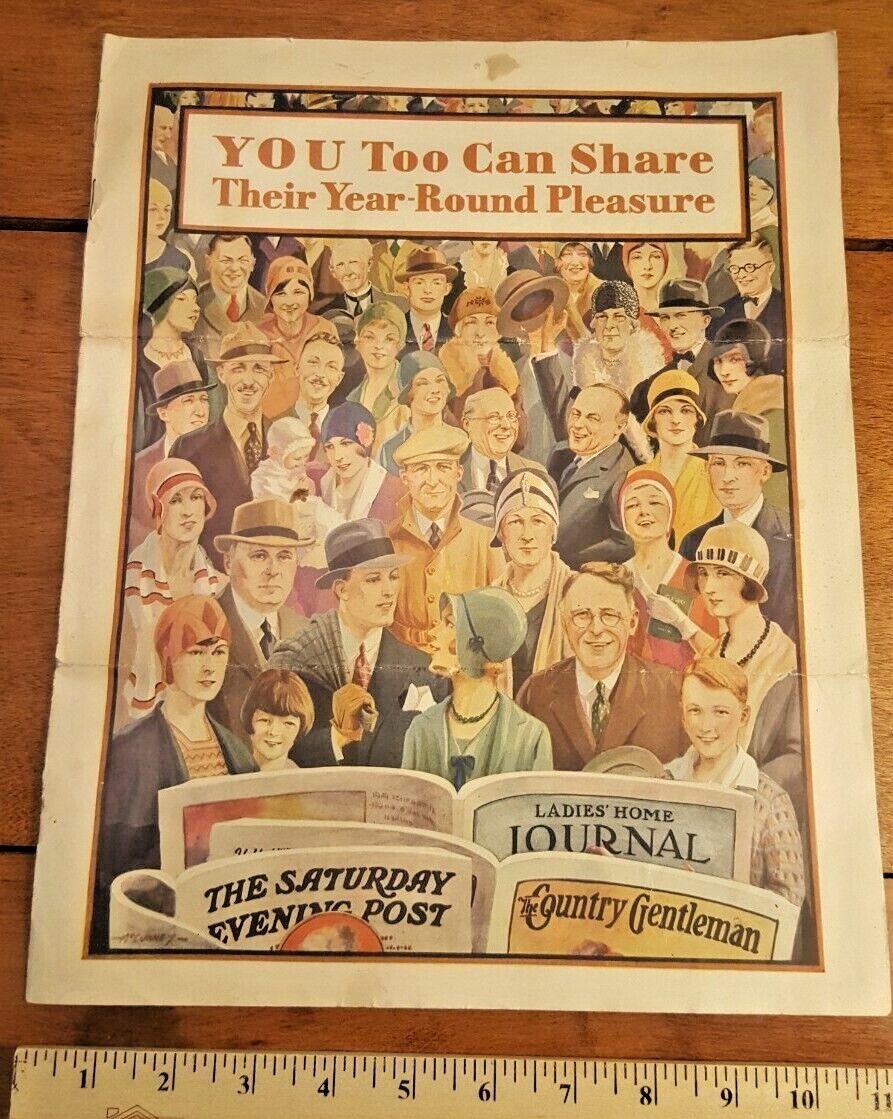 YOU Too Can Share
Their Year-Round Pleasure
LADIES' HOME
JOURNAL
THE SATURDAY
EVENING POST
The Country Gentleman
1 2 3 4 5 6 7 8 9 10 11